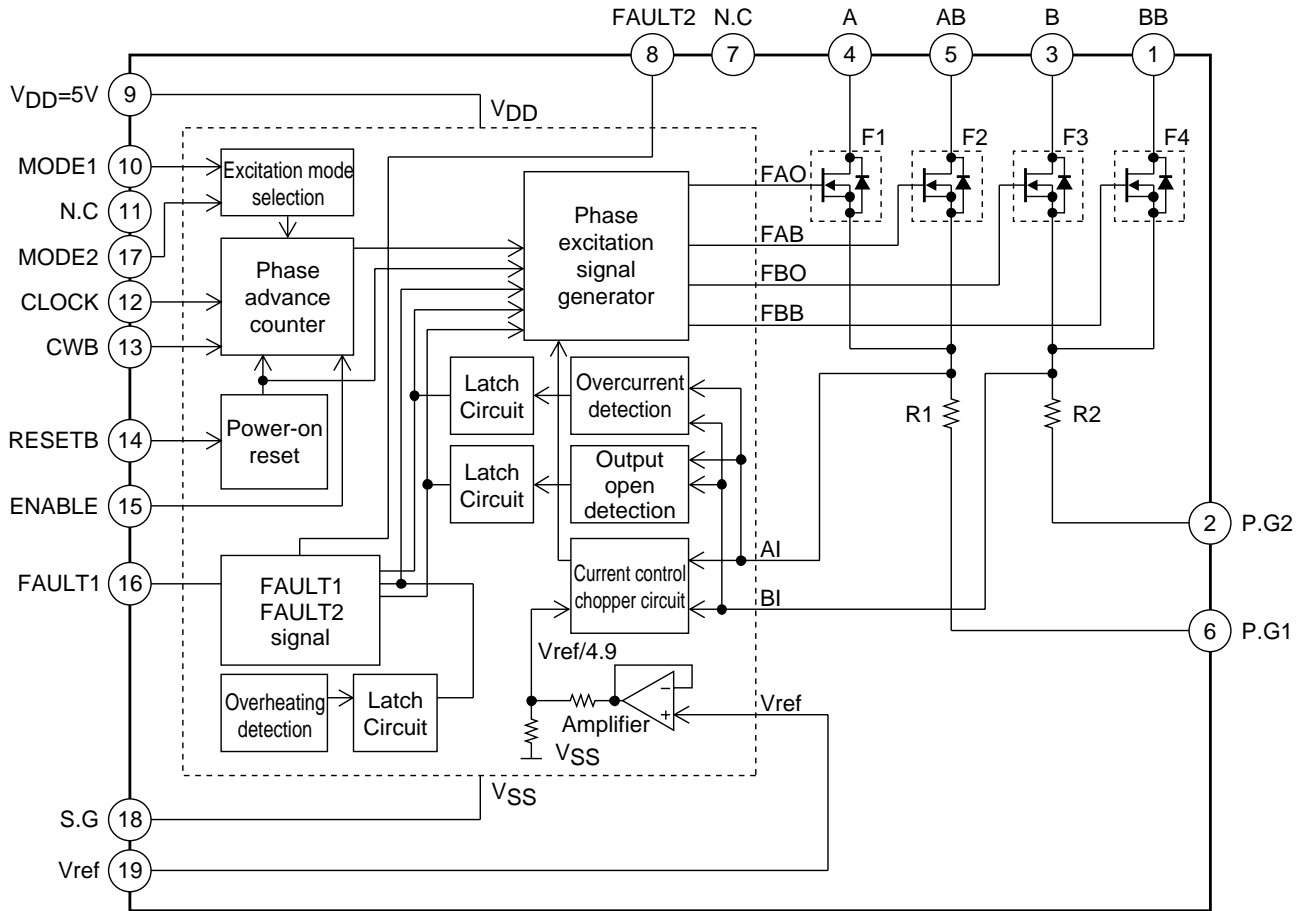 FAULT2 N.C A AB B BB
8 7 4 5 3 1
VDD=5V 9
VDD
MODE1 10
N.C 11
MODE2 17
CLOCK 12
CWB 13
RESETB 14
ENABLE 15
FAULT1 16
S.G 18
Vref 19
Excitation mode
selection
Phase
advance
counter
Power-on
reset
FAULT1
FAULT2
signal
Overheating
detection
Latch
Circuit
Phase
excitation
signal
generator
Latch
Circuit
Overcurrent
detection
Latch
Circuit
Output
open
detection
Current control
chopper circuit
Vref/4.9
Amplifier
−
+
VSS
VSS
Vref
AI
BI
FAO
FAB
FBO
FBB
F1 F2 F3 F4
R1 R2
2 P.G2
6 P.G1